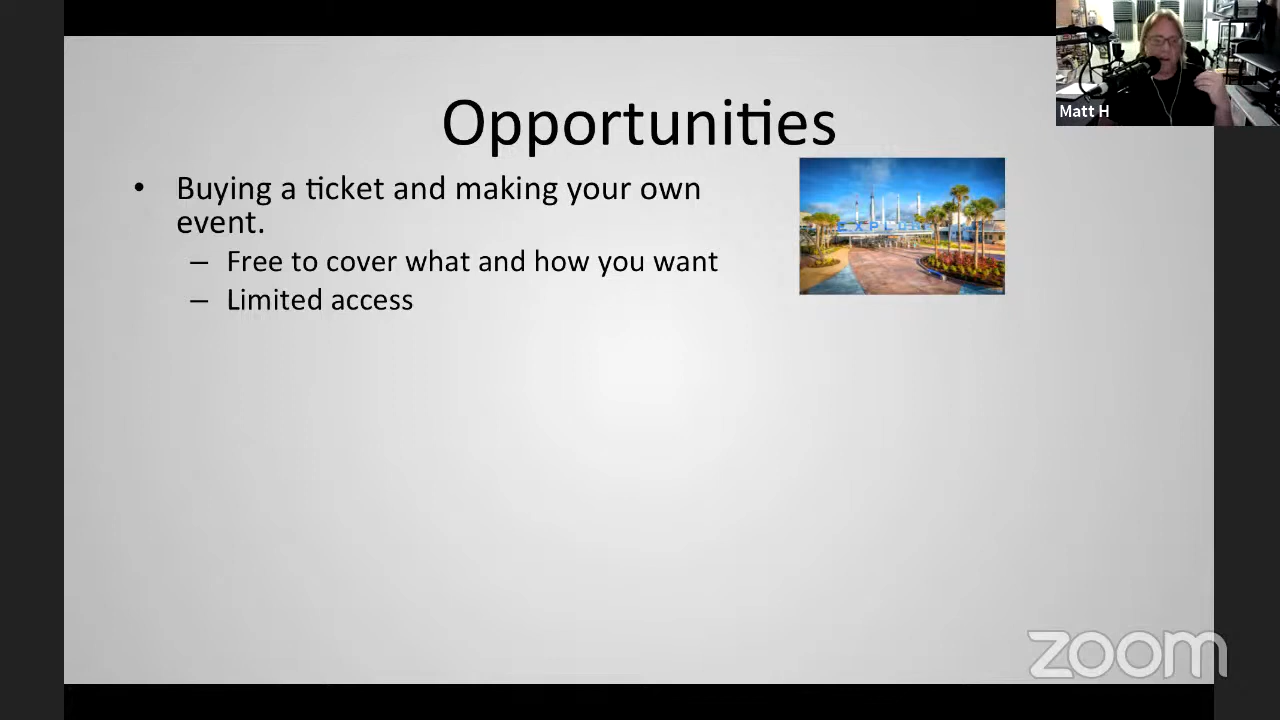 Opportunities
Matt H
• Buying a ticket and making your own
event.
– Free to cover what and how you want
– Limited access
EXPLORE
zoom